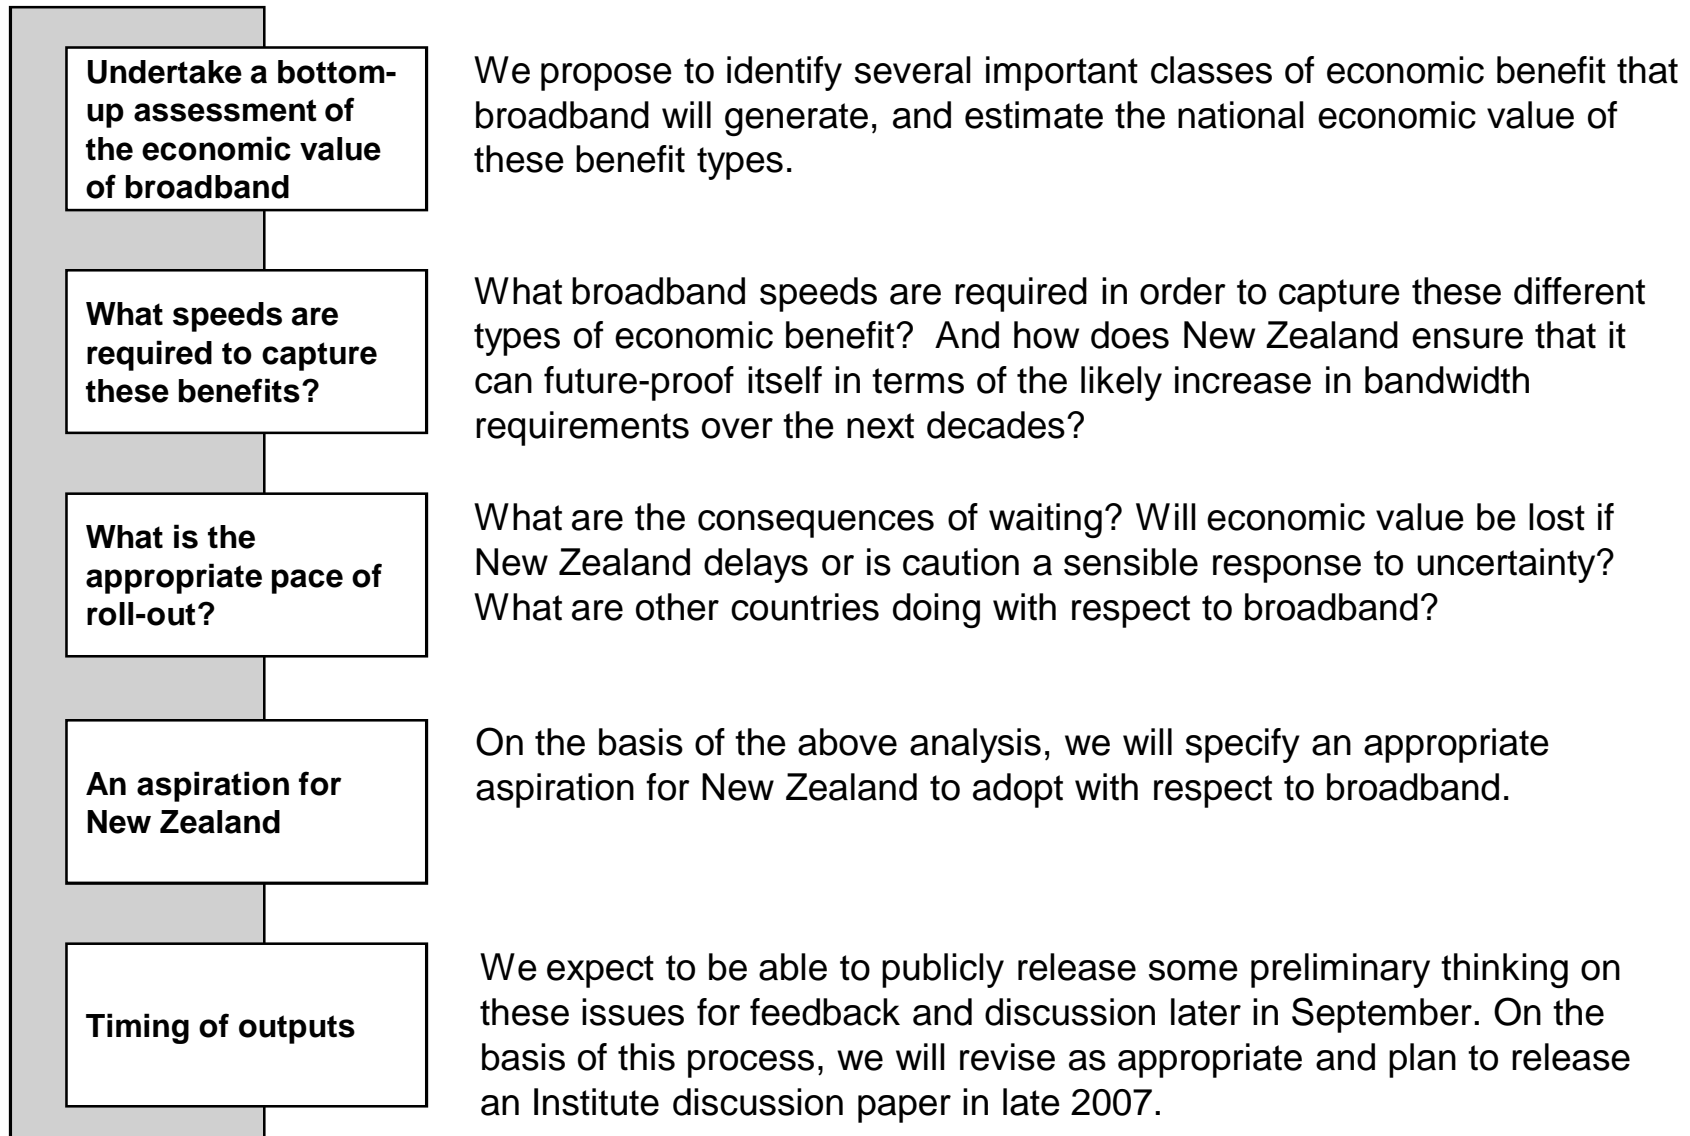 Undertake a bottom-
up assessment of
the economic value
of broadband
We propose to identify several important classes of economic benefit that
broadband will generate, and estimate the national economic value of
these benefit types.
What speeds are
required to capture
these benefits?
What broadband speeds are required in order to capture these different
types of economic benefit?  And how does New Zealand ensure that it
can future-proof itself in terms of the likely increase in bandwidth
requirements over the next decades?
What is the
appropriate pace of
roll-out?
What are the consequences of waiting? Will economic value be lost if
New Zealand delays or is caution a sensible response to uncertainty?
What are other countries doing with respect to broadband?
An aspiration for
New Zealand
On the basis of the above analysis, we will specify an appropriate
aspiration for New Zealand to adopt with respect to broadband.
Timing of outputs
We expect to be able to publicly release some preliminary thinking on
these issues for feedback and discussion later in September. On the
basis of this process, we will revise as appropriate and plan to release
an Institute discussion paper in late 2007.